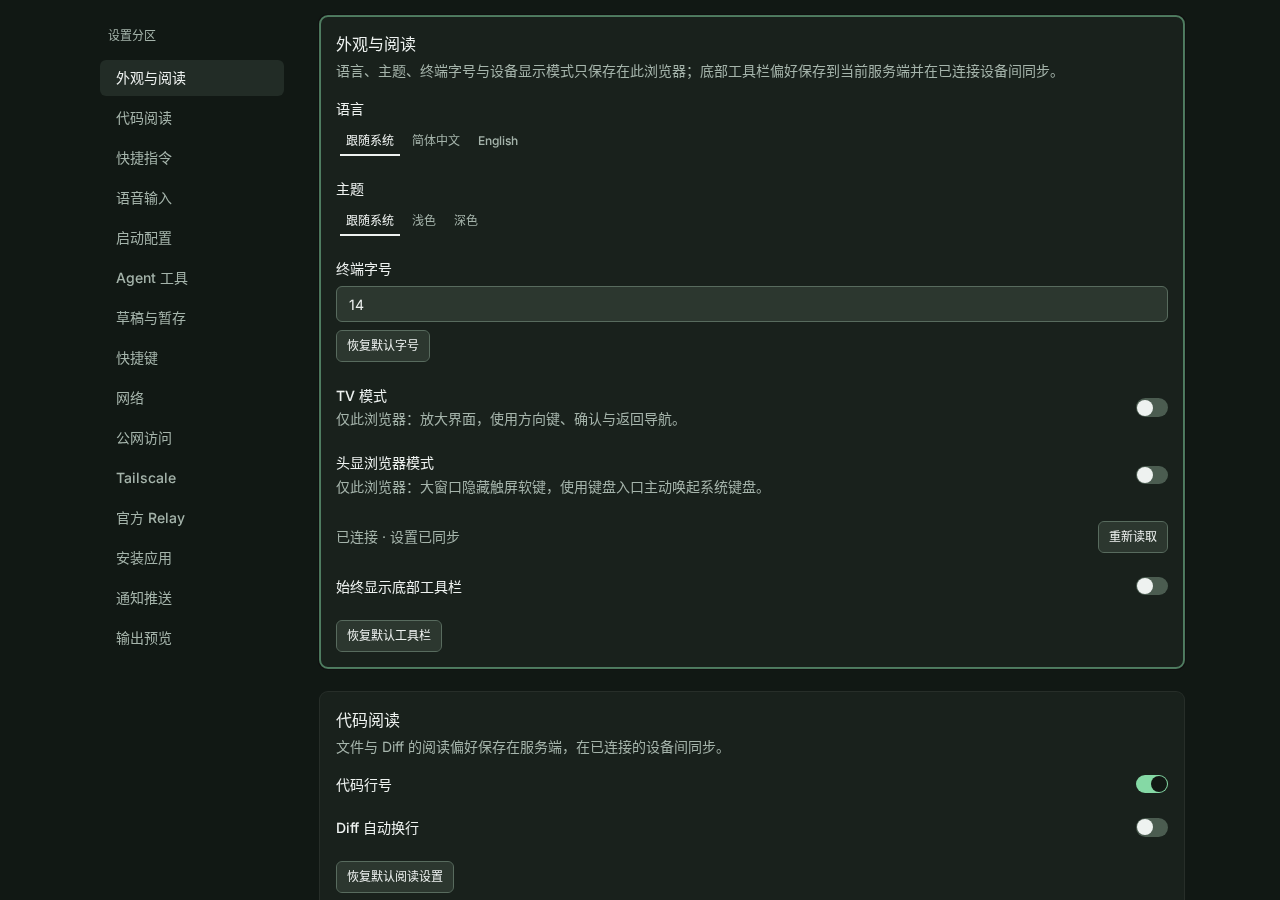 设置分区
外观与阅读
代码阅读
快捷指令
语音输入
启动配置
Agent 工具
草稿与暂存
快捷键
网络
公网访问
Tailscale
官方 Relay
安装应用
通知推送
输出预览
外观与阅读
语言、主题、终端字号与设备显示模式只保存在此浏览器；底部工具栏偏好保存到当前服务端并在已连接设备间同步。
语言
跟随系统 简体中文 English
主题
跟随系统 浅色 深色
终端字号
14
恢复默认字号
TV 模式
仅此浏览器：放大界面，使用方向键、确认与返回导航。
头显浏览器模式
仅此浏览器：大窗口隐藏触屏软键，使用键盘入口主动唤起系统键盘。
已连接 · 设置已同步 重新读取
始终显示底部工具栏
恢复默认工具栏
代码阅读
文件与 Diff 的阅读偏好保存在服务端，在已连接的设备间同步。
代码行号
Diff 自动换行
恢复默认阅读设置